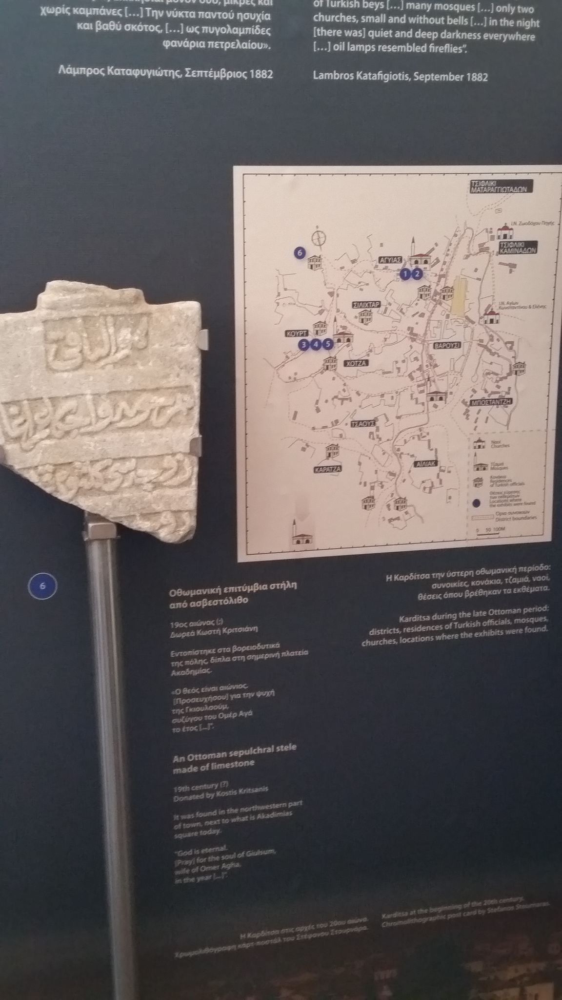 χωρίς καμπάνες [...] Την νύκτα παντού ησυχία
και βαθύ σκότος, [...] ως πυγολαμπίδες
φανάρια πετρελαίου».
Λάμπρος Καταφυγιώτης, Σεπτέμβριος 1882
of Turkish beys [...] many mosques [...] only two
churches, small and without bells [...] in the night
[there was] quiet and deep darkness everywhere
[...] oil lamps resembled fireflies”.
Lambros Katafigiotis, September 1882
ΤΣΙΦΛΙΚΙ
ΜΑΤΑΡΑΓΓΙΩΤΑΔΩΝ
Ι.Ν. Ζωοδόχου Πηγής
ΤΣΙΦΛΙΚΙ
ΚΑΜΙΝΑΔΩΝ
6
ΑΓΥΙΑΣ
1 2
ΣΙΛΙΧΤΑΡ
Ι.Ν. Αγίων
Κωνσταντίνου & Ελένης
ΚΟΥΡΤ
3 4 5
ΒΑΡΟΥΣΙ
ΧΟΤΖΑ
ΜΠΟΣΤΑΝΤΖΗ
ΤΣΑΟΥΣ
ΚΑΡΑΤΖΑ
ΑΪΛΙΑΚ
Ναοί
Churches
Τζαμιά
Mosques
Κονάκια
Residences
of Turkish officials
Θέσεις εύρεσης
των εκθεμάτων
Locations where
the exhibits were found
Όρια συνοικιών
District boundaries
0 50 100M
Η Καρδίτσα την ύστερη οθωμανική περίοδο:
συνοικίες, κονάκια, τζαμιά, ναοί,
θέσεις όπου βρέθηκαν τα εκθέματα.
Karditsa during the late Ottoman period:
districts, residences of Turkish officials, mosques,
churches, locations where the exhibits were found.
6
Οθωμανική επιτύμβια στήλη
από ασβεστόλιθο
19ος αιώνας (;)
Δωρεά Κωστή Κριτσιάνη
Εντοπίστηκε στα βορειοδυτικά
της πόλης, δίπλα στη σημερινή πλατεία
Ακαδημίας.
«Ο θεός είναι αιώνιος.
[Προσευχήσου] για την ψυχή
της Γκιουλσούμ,
συζύγου του Ομέρ Αγά
το έτος [...]".
An Ottoman sepulchral stele
made of limestone
19th century (?)
Donated by Kostis Kritsanis
It was found in the northwestern part
of town, next to what is Akadimias
square today.
"God is eternal.
[Pray] for the soul of Giulsum,
wife of Omer Agha,
in the year [...]".
Η Καρδίτσα στις αρχές του 20ου αιώνα.
Χρωμολιθόγραφη κάρτ-ποστάλ του Στέφανου Στουρνάρα.
Karditsa at the beginning of the 20th century.
Chromolithographic post card by Stefanos Stournaras.